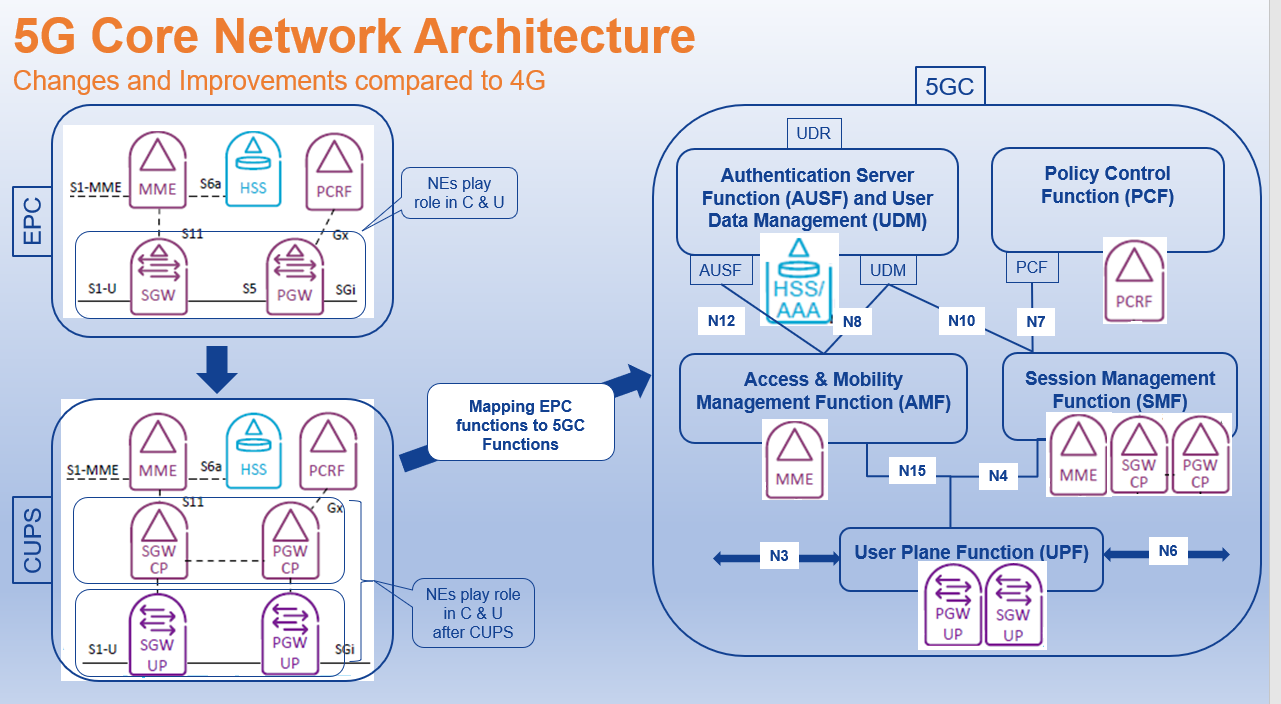 5G Core Network Architecture
Changes and Improvements compared to 4G
EPC
S1-MME
MME
S6a
HSS
PCRF
S11
Gx
S1-U
SGW
S5
PGW
SGi
NEs play
role in C & U
CUPS
S1-MME
MME
S6a
HSS
PCRF
S11
Gx
SGW
CP
PGW
CP
S1-U
SGW
UP
PGW
UP
SGi
NEs play role
in C & U
after CUPS
Mapping EPC
functions to 5GC
Functions
5GC
UDR
Authentication Server
Function (AUSF) and User
Data Management (UDM)
AUSF
HSS/
AAA
UDM
Policy Control
Function (PCF)
PCF
PCRF
N12
N8
N10
N7
Access & Mobility
Management Function (AMF)
MME
Session Management
Function (SMF)
MME
SGW
CP
PGW
CP
N15
N4
N3
User Plane Function (UPF)
N6
PGW
UP
SGW
UP